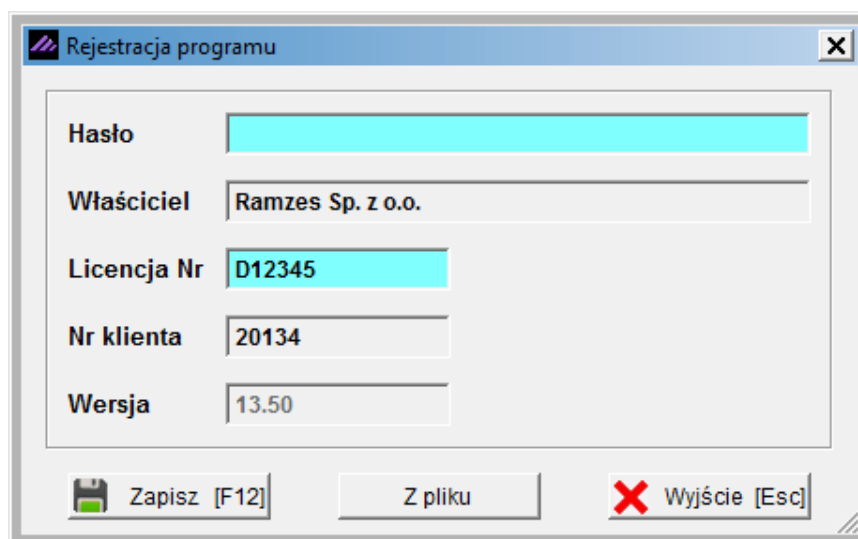 Rejestracja programu
Hasło
Właściciel Ramzes Sp. z o.o.
Licencja Nr D12345
Nr klienta 20134
Wersja 13.50
Zapisz [F12] Z pliku Wyjście [Esc]